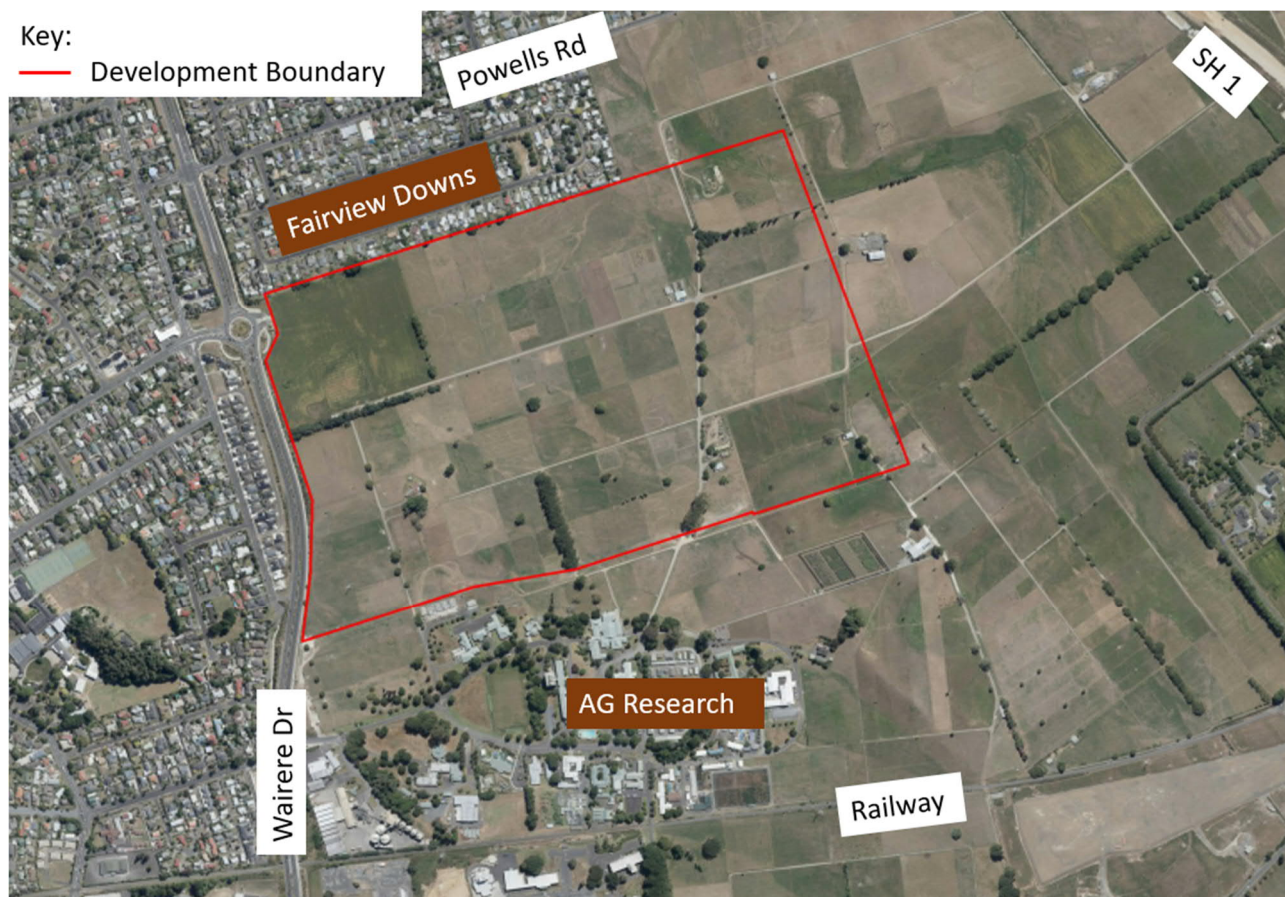 Key:
Development Boundary
Powells Rd
SH 1
Fairview Downs
AG Research
Wairere Dr
Railway